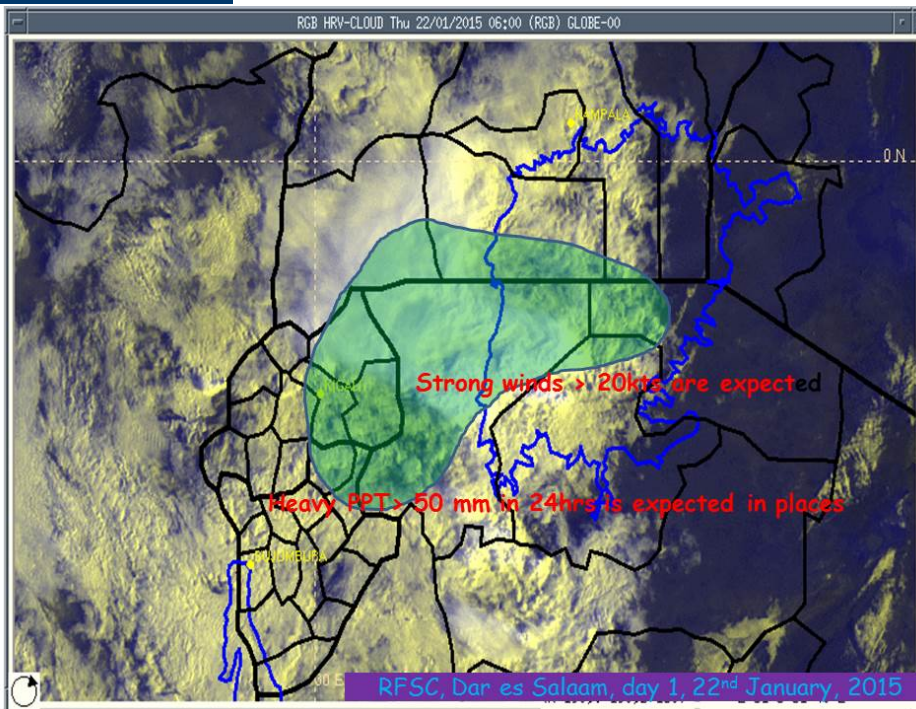 RGB HRV-CLOUD Thu 22/01/2015 06:00 (RGB) GLOBE-00
KAMPALA
0 N
KIGALI
Strong winds > 20kts are expected
Heavy PPT> 50 mm in 24hrs is expected in places
BUJUMBURA
00 E
RFSC, Dar es Salaam, day 1, 22nd January, 2015